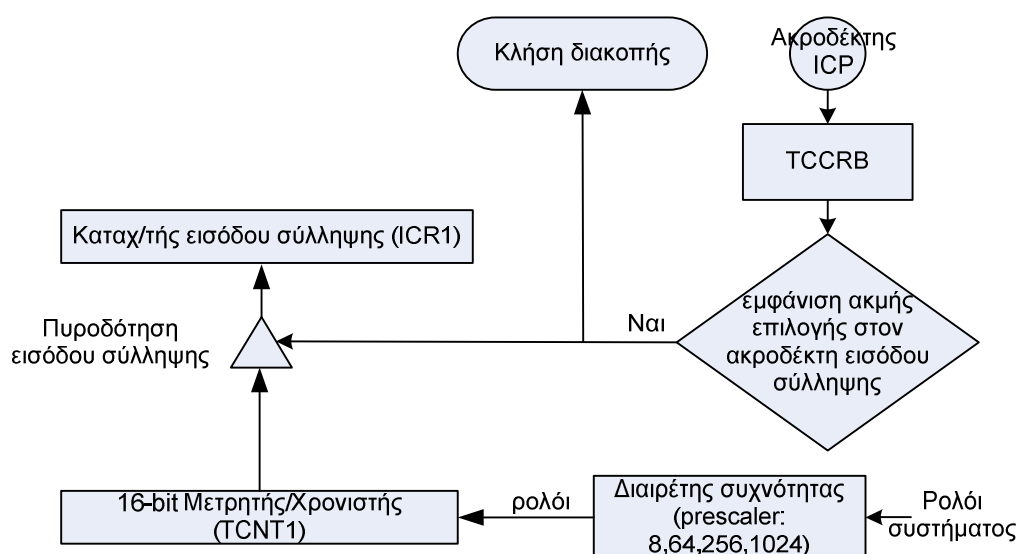 Κλήση διακοπής
Ακροδέκτης
ICP
TCCRB
Καταχ/τής εισόδου σύλληψης (ICR1)
Πυροδότηση
εισόδου σύλληψης
Ναι
εμφάνιση ακμής
επιλογής στον
ακροδέκτη εισόδου
σύλληψης
16-bit Μετρητής/Χρονιστής
(TCNT1)
ρολόι
Διαιρέτης συχνότητας
(prescaler:
8,64,256,1024)
Ρολόι
συστήματος